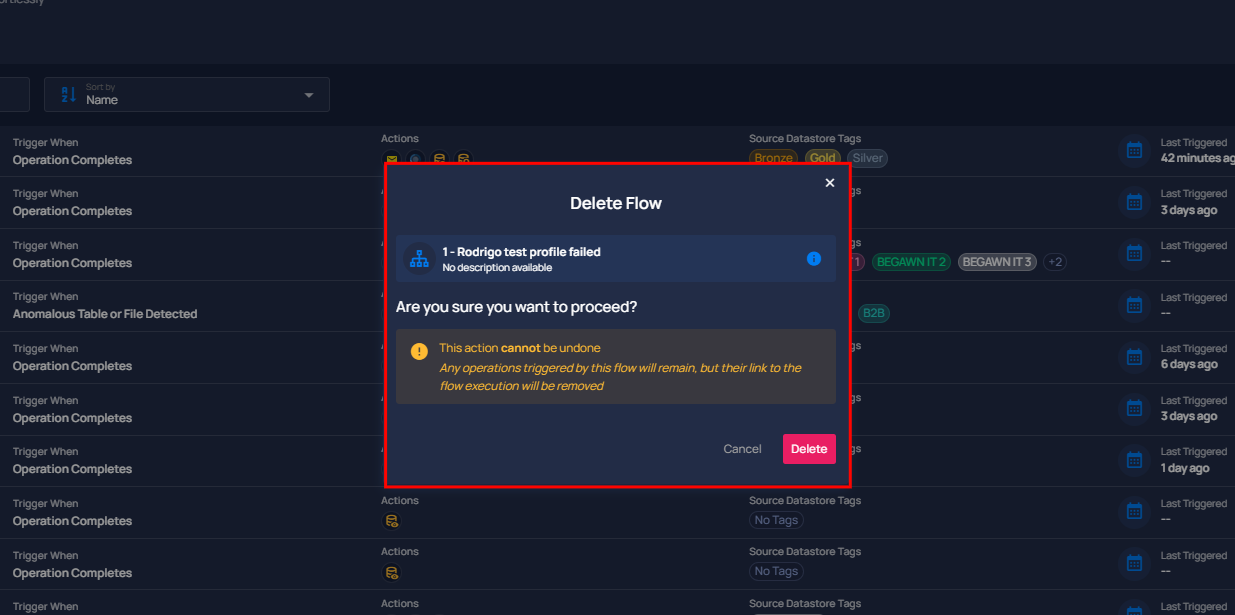 Sort by
Name
Trigger When
Operation Completes
Actions
Source Datastore Tags
Bronze
Gold
Silver
Last Triggered
42 minutes ag
Trigger When
Operation Completes
gs
Last Triggered
3 days ago
Trigger When
Operation Completes
gs
1
BEGAWN IT 2
BEGAWN IT 3
+2
Last Triggered
--
Trigger When
Anomalous Table or File Detected
B2B
Last Triggered
--
Trigger When
Operation Completes
gs
Last Triggered
6 days ago
Trigger When
Operation Completes
gs
Last Triggered
3 days ago
Trigger When
Operation Completes
gs
Last Triggered
1 day ago
Trigger When
Operation Completes
Actions
Source Datastore Tags
No Tags
Last Triggered
--
Trigger When
Operation Completes
Actions
Source Datastore Tags
No Tags
Last Triggered
--
Trigger When
Actions
Source Datastore Tags
Last Triggered
Delete Flow
1 - Rodrigo test profile failed
No description available
Are you sure you want to proceed?
This action cannot be undone
Any operations triggered by this flow will remain, but their link to the
flow execution will be removed
Cancel
Delete